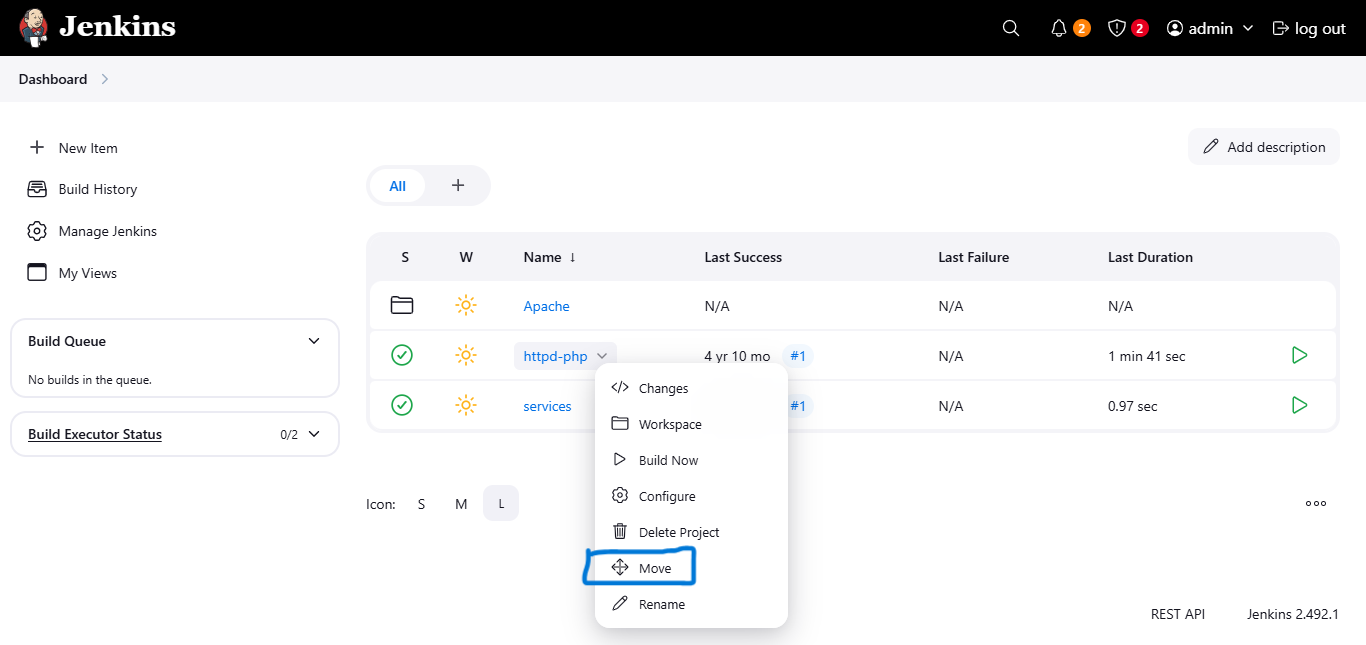 Jenkins 2 2 admin log out
Dashboard
New Item
Build History
Manage Jenkins
My Views
Build Queue
No builds in the queue.
Build Executor Status 0/2
Add description
All +
S W Name ↓ Last Success Last Failure Last Duration
Apache N/A N/A N/A
httpd-php 4 yr 10 mo #1 N/A 1 min 41 sec
services #1 N/A 0.97 sec
Changes
Workspace
Build Now
Configure
Delete Project
Move
Rename
Icon: S M L
REST API Jenkins 2.492.1